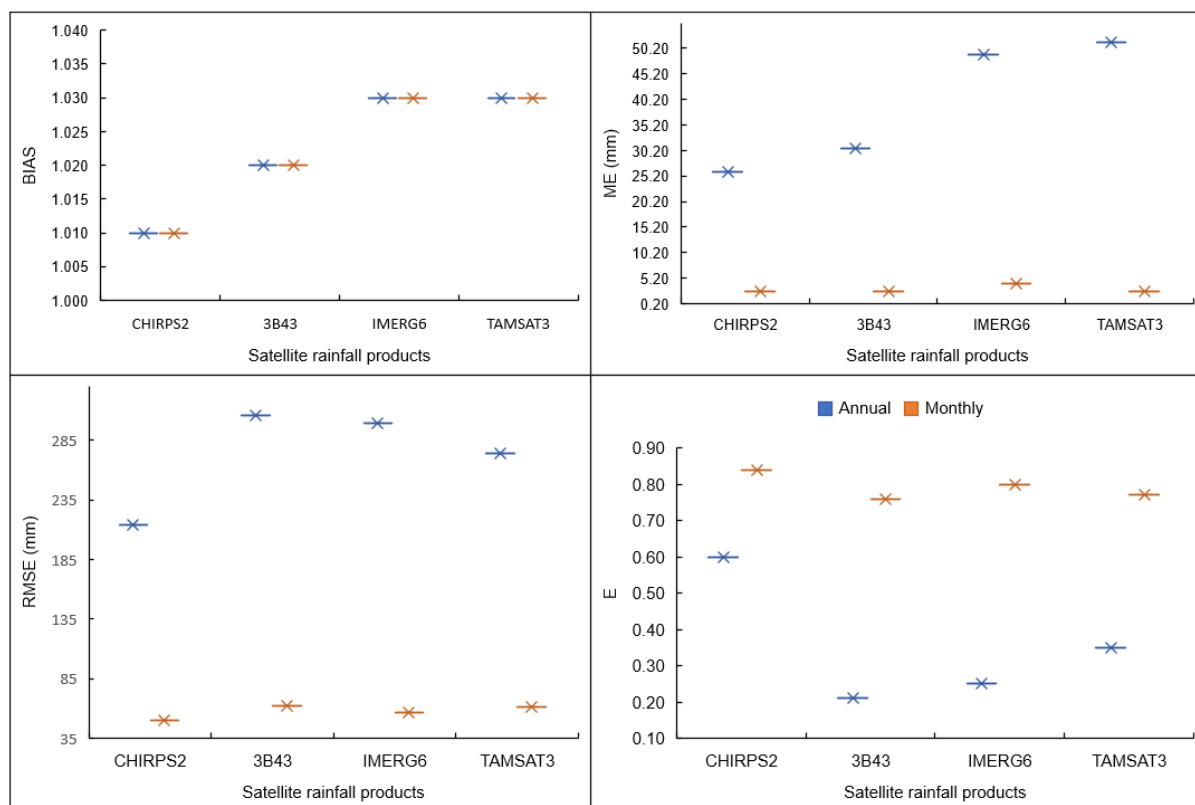 1.040
1.035
1.030
1.025
1.020
1.015
1.010
1.005
1.000
BIAS
CHIRPS2 3B43 IMERG6 TAMSAT3
Satellite rainfall products
50.20
45.20
40.20
35.20
30.20
25.20
20.20
15.20
10.20
5.20
0.20
ME (mm)
CHIRPS2 3B43 IMERG6 TAMSAT3
Satellite rainfall products
285
235
185
135
85
35
RMSE (mm)
CHIRPS2 3B43 IMERG6 TAMSAT3
Satellite rainfall products
Annual Monthly
0.90
0.80
0.70
0.60
0.50
0.40
0.30
0.20
0.10
E
CHIRPS2 3B43 IMERG6 TAMSAT3
Satellite rainfall products